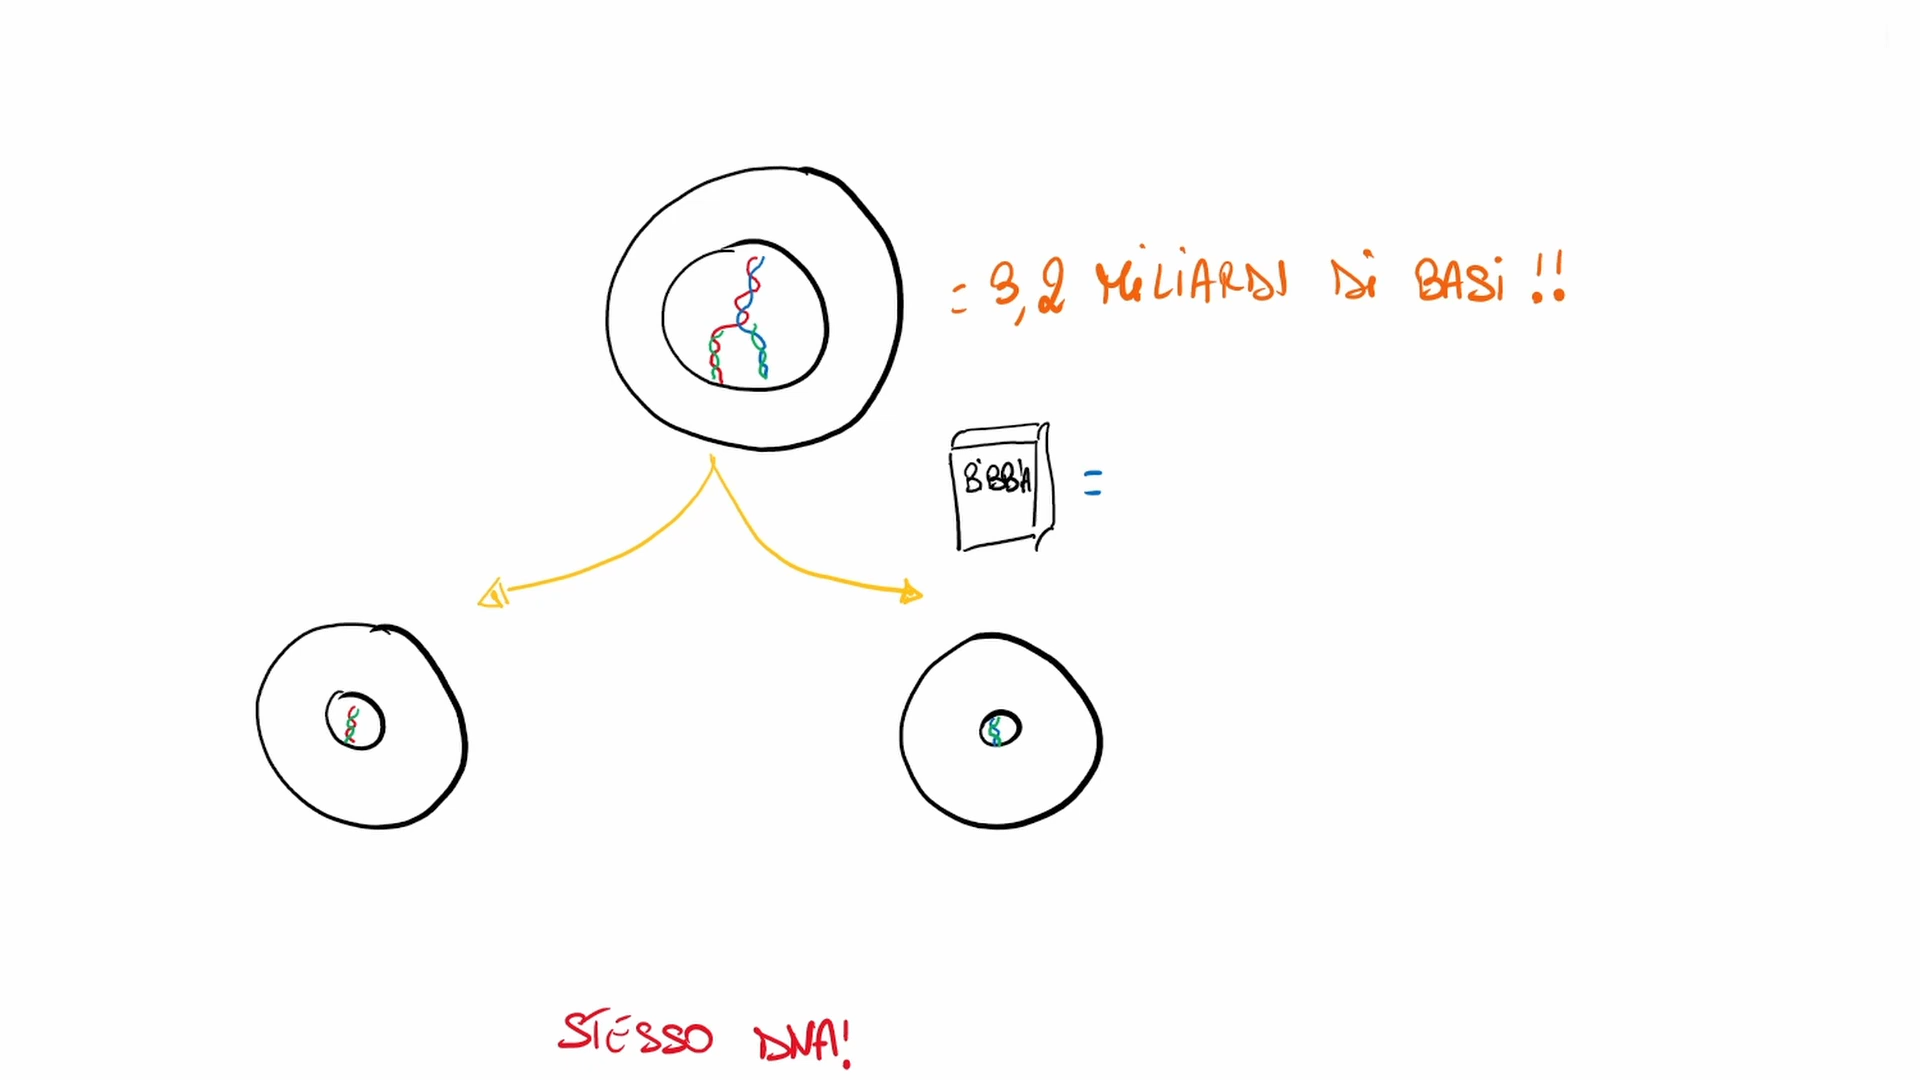 = 3,2 MiLiARDi Di BASi !!
BiBBiA
=
STESSO DNA!